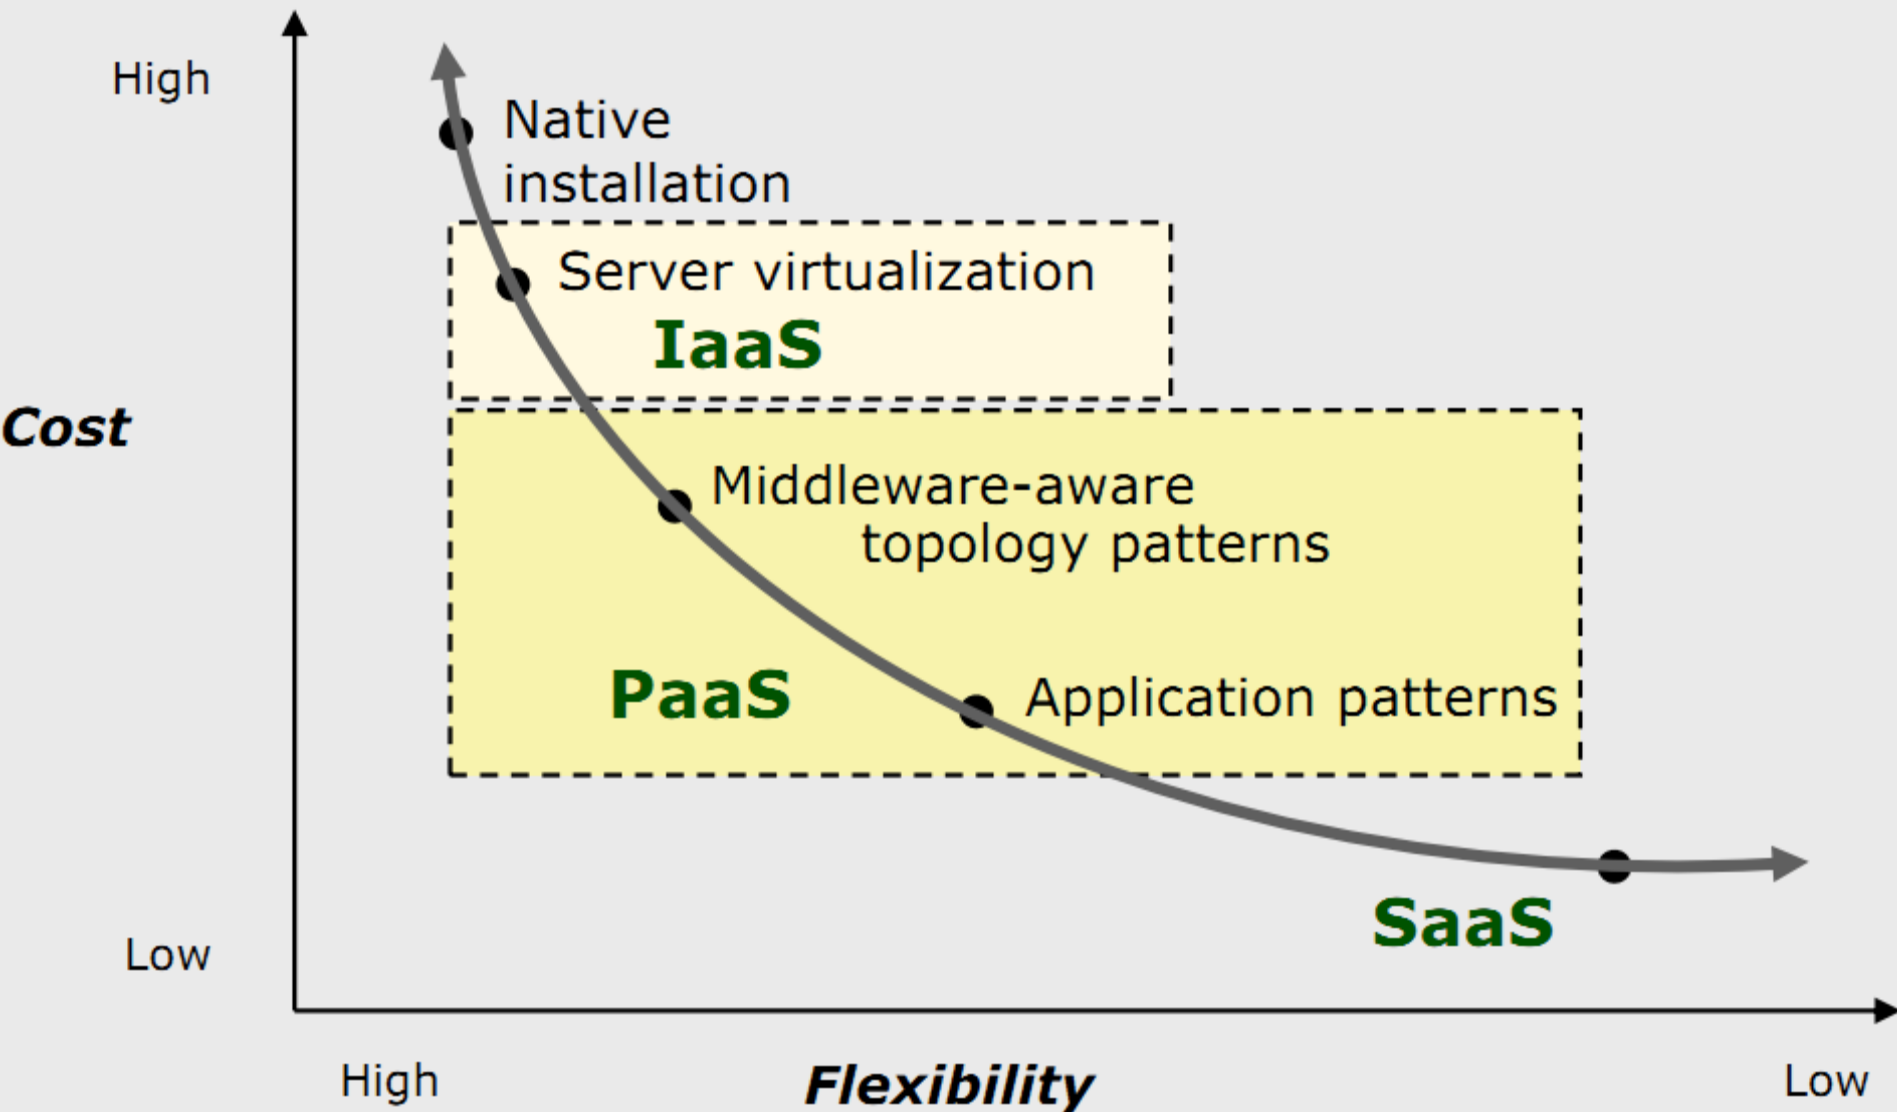 High
Native
installation
Server virtualization
IaaS
Cost
Middleware-aware
topology patterns
PaaS
Application patterns
SaaS
Low
High
Flexibility
Low